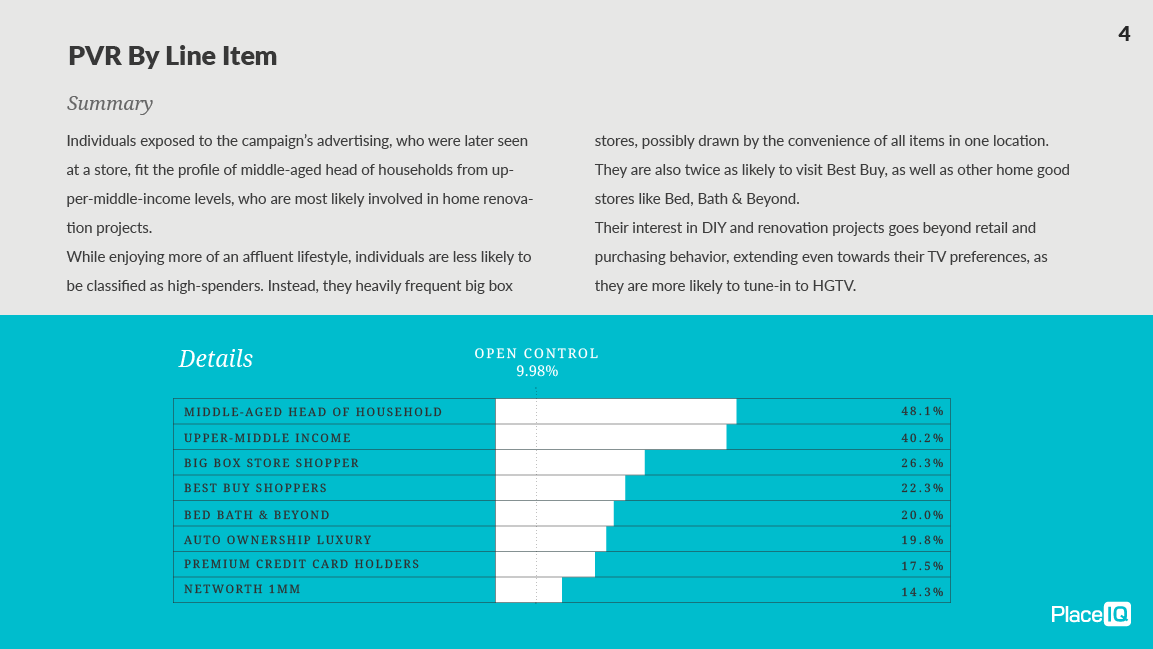 4
PVR By Line Item
Summary
Individuals exposed to the campaign’s advertising, who were later seen
at a store, fit the profile of middle-aged head of households from up-
per-middle-income levels, who are most likely involved in home renova-
tion projects.
While enjoying more of an affluent lifestyle, individuals are less likely to
be classified as high-spenders. Instead, they heavily frequent big box
stores, possibly drawn by the convenience of all items in one location.
They are also twice as likely to visit Best Buy, as well as other home good
stores like Bed, Bath & Beyond.
Their interest in DIY and renovation projects goes beyond retail and
purchasing behavior, extending even towards their TV preferences, as
they are more likely to tune-in to HGTV.
Details
OPEN CONTROL
9.98%
MIDDLE-AGED HEAD OF HOUSEHOLD 48.1%
UPPER-MIDDLE INCOME 40.2%
BIG BOX STORE SHOPPER 26.3%
BEST BUY SHOPPERS 22.3%
BED BATH & BEYOND 20.0%
AUTO OWNERSHIP LUXURY 19.8%
PREMIUM CREDIT CARD HOLDERS 17.5%
NETWORTH 1MM 14.3%
PlaceIQ